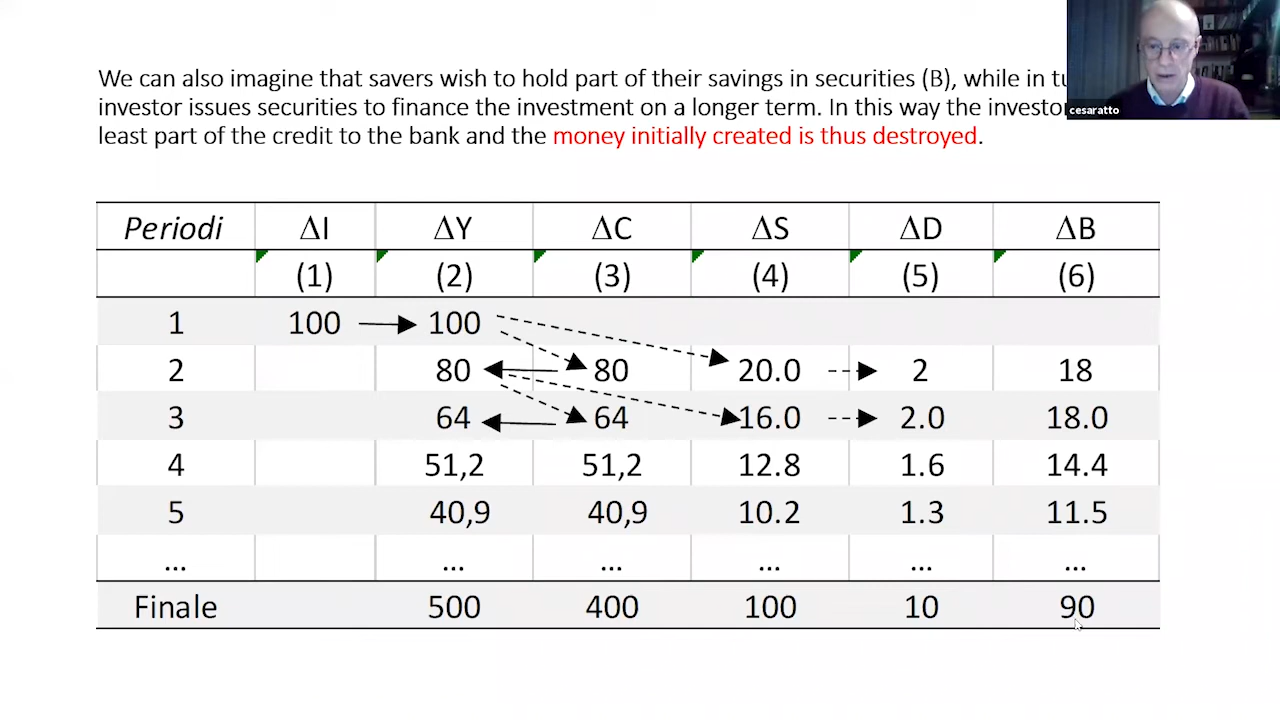 We can also imagine that savers wish to hold part of their savings in securities (B), while in
investor issues securities to finance the investment on a longer term. In this way the
least part of the credit to the bank and the money initially created is thus destroyed.
cesaratto
Periodi ΔI ΔY ΔC ΔS ΔD ΔB
(1) (2) (3) (4) (5) (6)
1 100 100
2 80 80 20.0 2 18
3 64 64 16.0 2.0 18.0
4 51,2 51,2 12.8 1.6 14.4
5 40,9 40,9 10.2 1.3 11.5
... ... ... ... ... ...
Finale 500 400 100 10 90